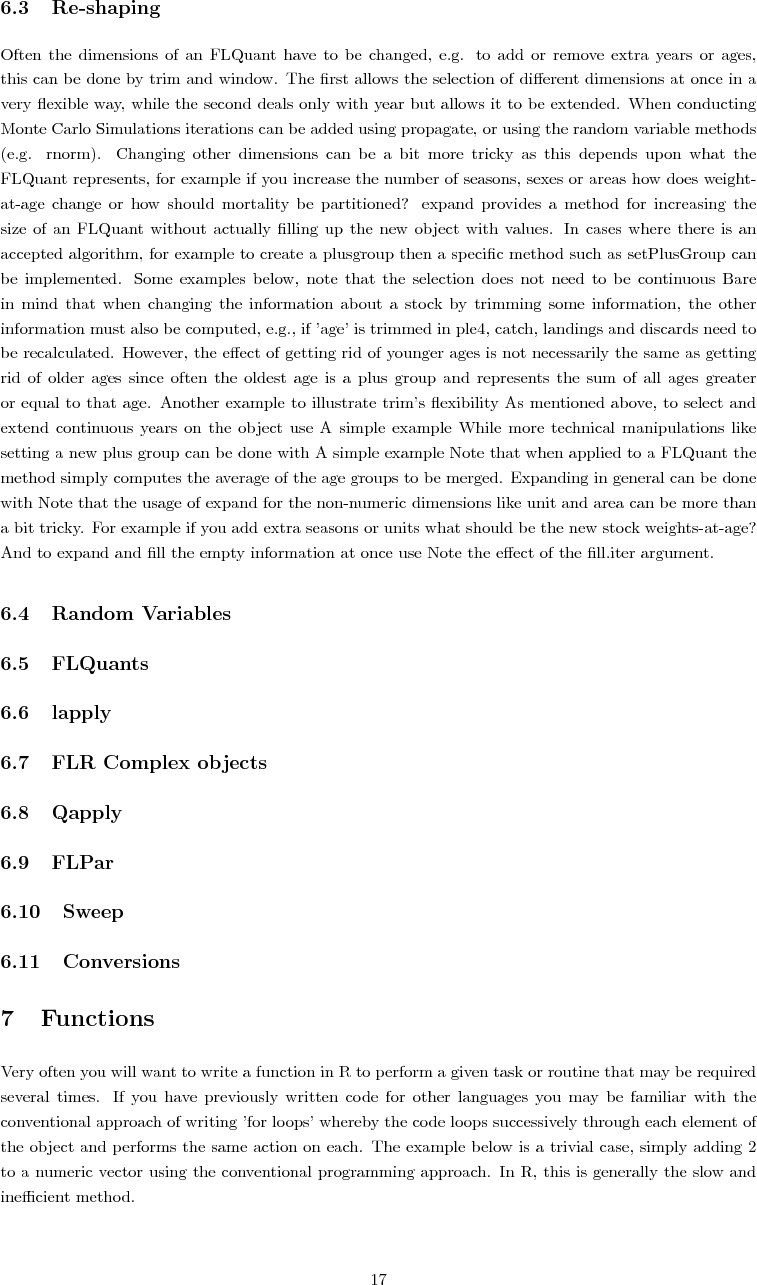 6.3 Re-shaping
Often the dimensions of an FLQuant have to be changed, e.g. to add or remove extra years or ages,
this can be done by trim and window. The first allows the selection of different dimensions at once in a
very flexible way, while the second deals only with year but allows it to be extended. When conducting
Monte Carlo Simulations iterations can be added using propagate, or using the random variable methods
(e.g. rnorm). Changing other dimensions can be a bit more tricky as this depends upon what the
FLQuant represents, for example if you increase the number of seasons, sexes or areas how does weight-
at-age change or how should mortality be partitioned? expand provides a method for increasing the
size of an FLQuant without actually filling up the new object with values. In cases where there is an
accepted algorithm, for example to create a plusgroup then a specific method such as setPlusGroup can
be implemented. Some examples below, note that the selection does not need to be continuous Bare
in mind that when changing the information about a stock by trimming some information, the other
information must also be computed, e.g., if 'age' is trimmed in ple4, catch, landings and discards need to
be recalculated. However, the effect of getting rid of younger ages is not necessarily the same as getting
rid of older ages since often the oldest age is a plus group and represents the sum of all ages greater
or equal to that age. Another example to illustrate trim's flexibility As mentioned above, to select and
extend continuous years on the object use A simple example While more technical manipulations like
setting a new plus group can be done with A simple example Note that when applied to a FLQuant the
method simply computes the average of the age groups to be merged. Expanding in general can be done
with Note that the usage of expand for the non-numeric dimensions like unit and area can be more than
a bit tricky. For example if you add extra seasons or units what should be the new stock weights-at-age?
And to expand and fill the empty information at once use Note the effect of the fill.iter argument.
6.4 Random Variables
6.5 FLQuants
6.6 lapply
6.7 FLR Complex objects
6.8 Qapply
6.9 FLPar
6.10 Sweep
6.11 Conversions
7 Functions
Very often you will want to write a function in R to perform a given task or routine that may be required
several times. If you have previously written code for other languages you may be familiar with the
conventional approach of writing 'for loops' whereby the code loops successively through each element of
the object and performs the same action on each. The example below is a trivial case, simply adding 2
to a numeric vector using the conventional programming approach. In R, this is generally the slow and
inefficient method.
17